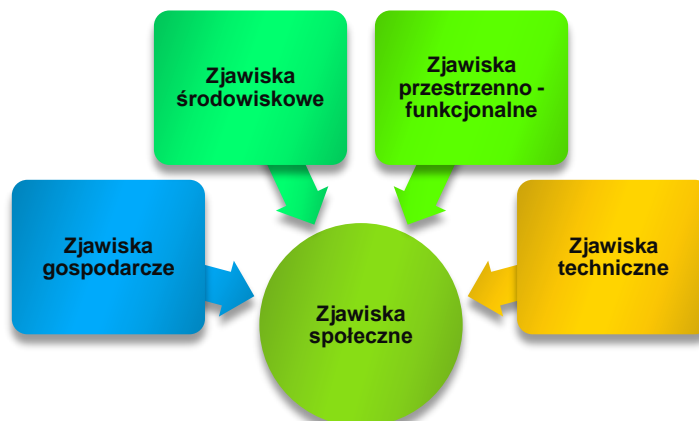 Zjawiska
środowiskowe
Zjawiska
przestrzenno -
funkcjonalne
Zjawiska
gospodarcze
Zjawiska
techniczne
Zjawiska
społeczne